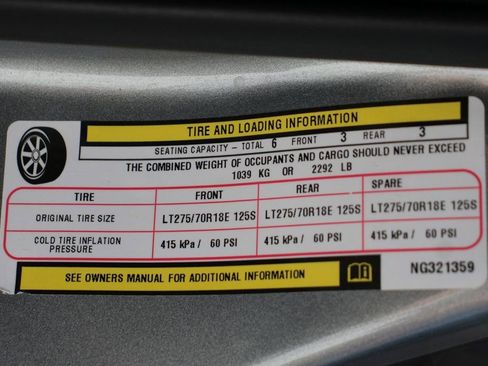 TIRE AND LOADING INFORMATION
SEATING CAPACITY - TOTAL 6 FRONT 3 REAR 3
THE COMBINED WEIGHT OF OCCUPANTS AND CARGO SHOULD NEVER EXCEED
1039 KG OR 2292 LB
TIRE FRONT REAR SPARE
ORIGINAL TIRE SIZE LT275/70R18E 125S LT275/70R18E 125S LT275/70R18E 125S
COLD TIRE INFLATION
PRESSURE 415 kPa / 60 PSI 415 kPa / 60 PSI 415 kPa / 60 PSI
SEE OWNERS MANUAL FOR ADDITIONAL INFORMATION
NG321359